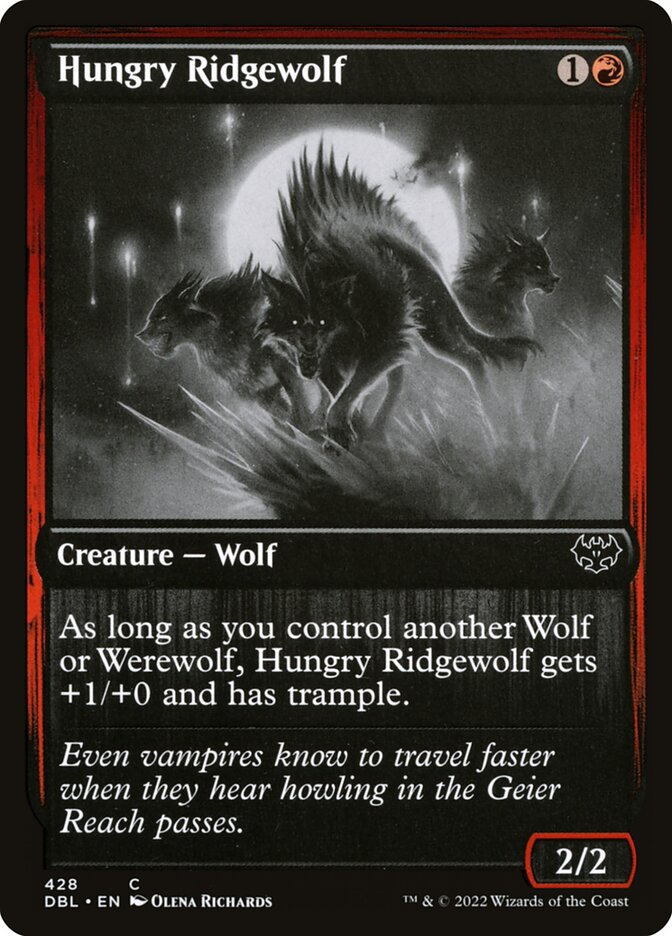 Hungry Ridgewolf 1
Creature — Wolf
As long as you control another Wolf
or Werewolf, Hungry Ridgewolf gets
+1/+0 and has trample.
Even vampires know to travel faster
when they hear howling in the Geier
Reach passes.
2/2
428 C
DBL • EN OLENA RICHARDS ™ & © 2022 Wizards of the Coast